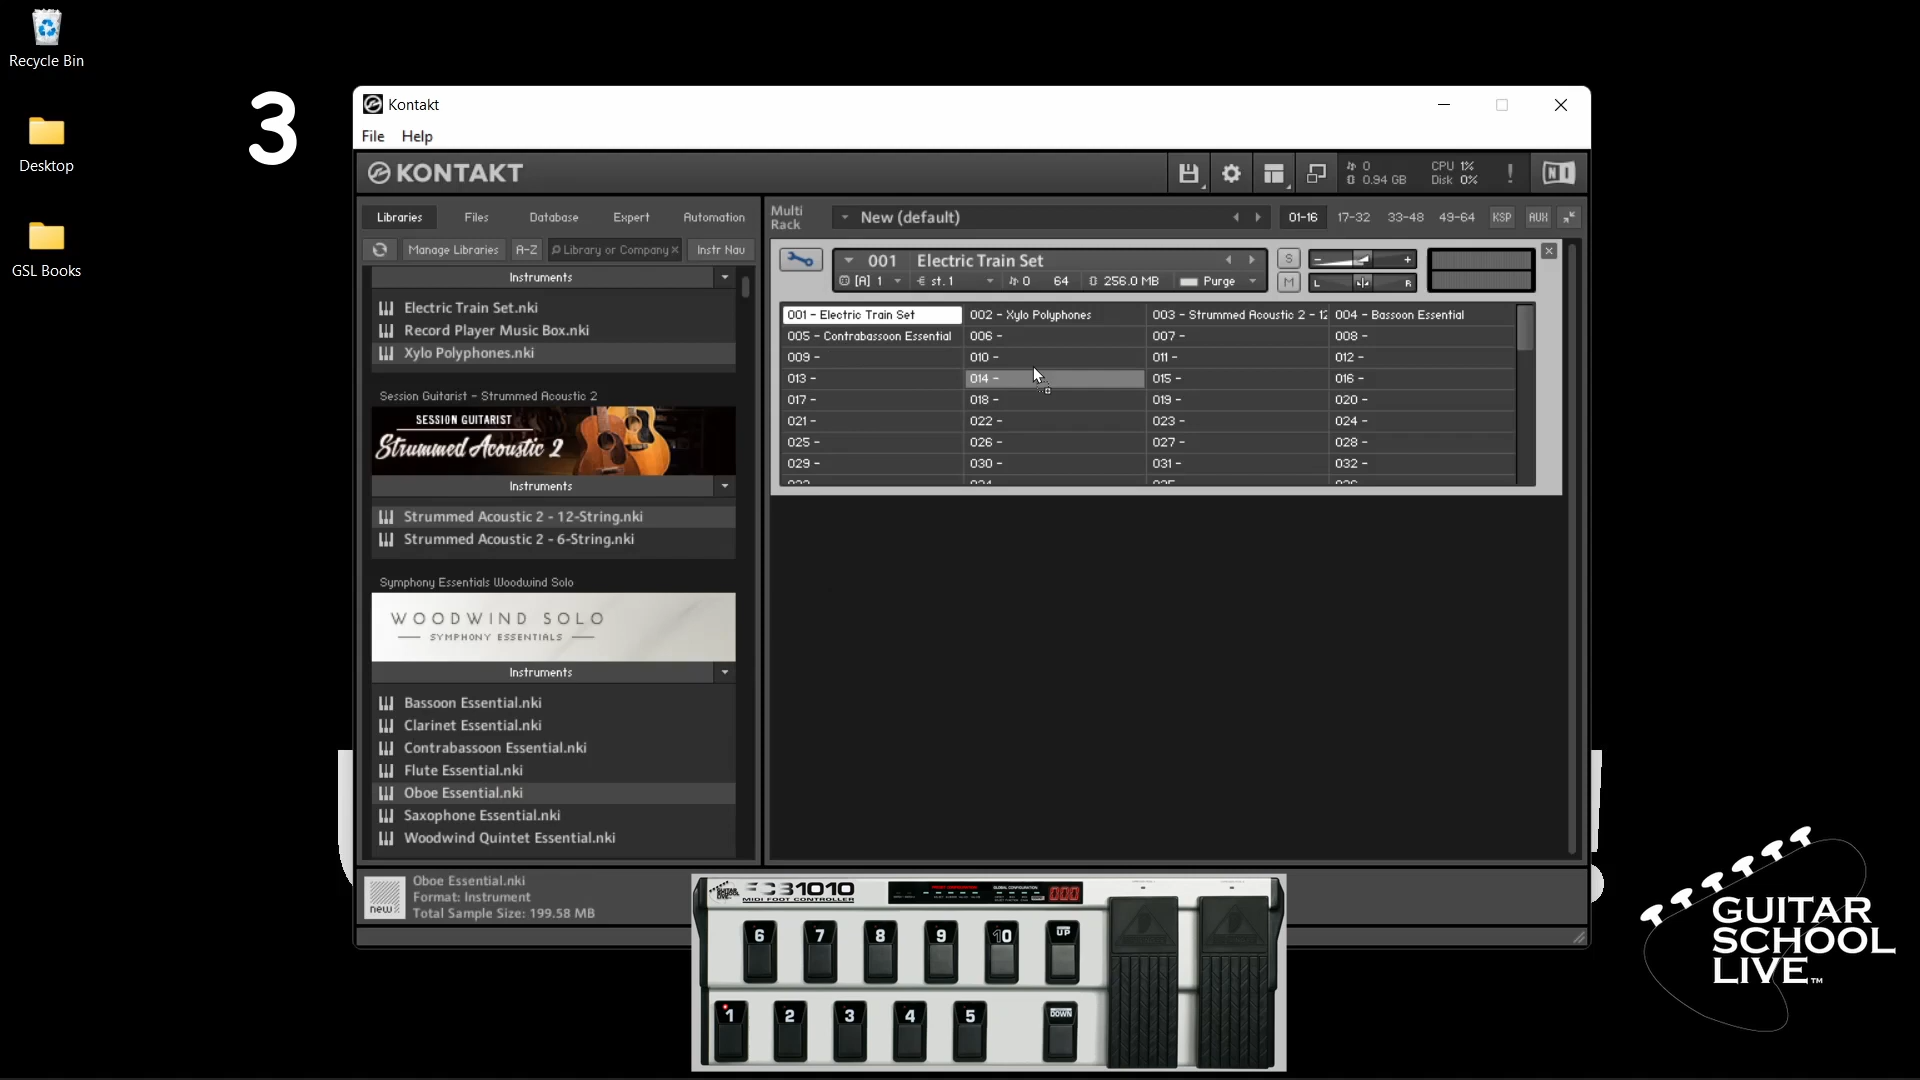 Recycle Bin
Desktop
GSL Books
3
Kontakt
File Help
KONTAKT
0
0.94 GB
CPU 1%
Disk 0%
!
NI
Libraries Files Database Expert Automation
Manage Libraries A-Z Library or Company × Instr Nav
Instruments
Electric Train Set.nki
Record Player Music Box.nki
Xylo Polyphones.nki
Session Guitarist - Strummed Acoustic 2
SESSION GUITARIST
Strummed Acoustic 2
Instruments
Strummed Acoustic 2 - 12-String.nki
Strummed Acoustic 2 - 6-String.nki
Symphony Essentials Woodwind Solo
WOODWIND SOLO
SYMPHONY ESSENTIALS
Instruments
Bassoon Essential.nki
Clarinet Essential.nki
Contrabassoon Essential.nki
Flute Essential.nki
Oboe Essential.nki
Saxophone Essential.nki
Woodwind Quintet Essential.nki
Multi
Rack
New (default)
01-16 17-32 33-48 49-64 KSP AUX
001 Electric Train Set
[A] 1 st.1 0 64 256.0 MB Purge
S
M
- +
L R
001 - Electric Train Set 002 - Xylo Polyphones 003 - Strummed Acoustic 2 - 12 004 - Bassoon Essential
005 - Contrabassoon Essential 006 - 007 - 008 -
009 - 010 - 011 - 012 -
013 - 014 - 015 - 016 -
017 - 018 - 019 - 020 -
021 - 022 - 023 - 024 -
025 - 026 - 027 - 028 -
029 - 030 - 031 - 032 -
new
Oboe Essential.nki
Format: Instrument
Total Sample Size: 199.58 MB
FCB1010
MIDI FOOT CONTROLLER
000
6 7 8 9 10 UP
1 2 3 4 5 DOWN
GUITAR
SCHOOL
LIVE™